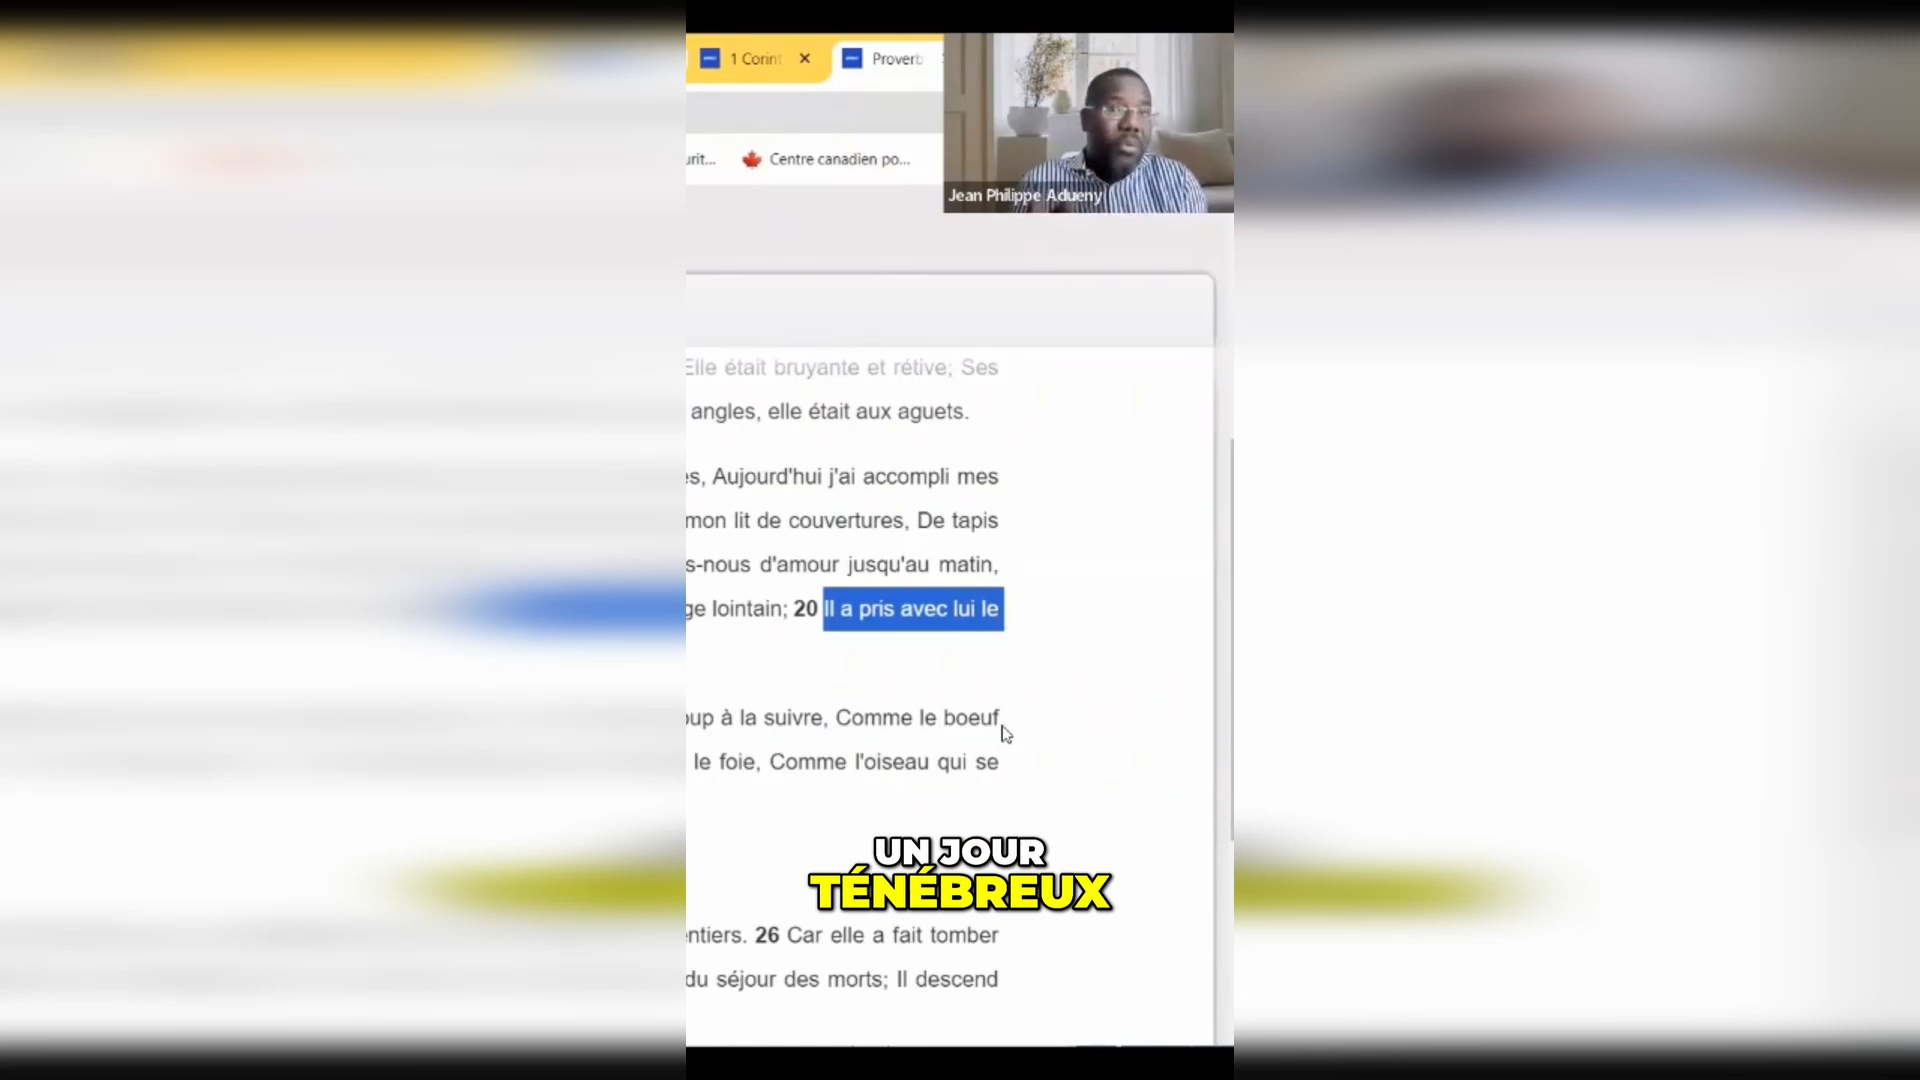 1 Corint
Proverb
urit...
Centre canadien po...
Jean Philippe Adueny
Elle était bruyante et rétive; Ses
angles, elle était aux aguets.
es, Aujourd'hui j'ai accompli mes
mon lit de couvertures, De tapis
s-nous d'amour jusqu'au matin,
ge lointain; 20 Il a pris avec lui le
oup à la suivre, Comme le boeuf
le foie, Comme l'oiseau qui se
UN JOUR
TÉNÉBREUX
entiers. 26 Car elle a fait tomber
du séjour des morts; Il descend